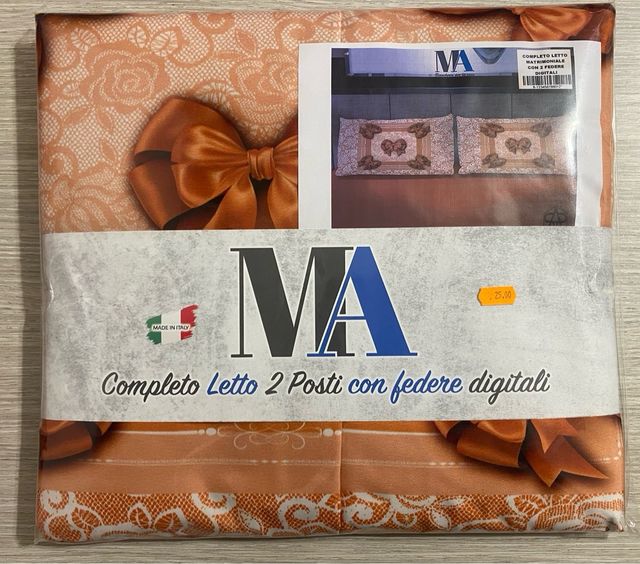 MA
COMPLETO LETTO
MATRIMONIALE
CON 2 FEDERE
DIGITALI
MA
25.00
MADE IN ITALY
Completo Letto 2 Posti con federe digitali